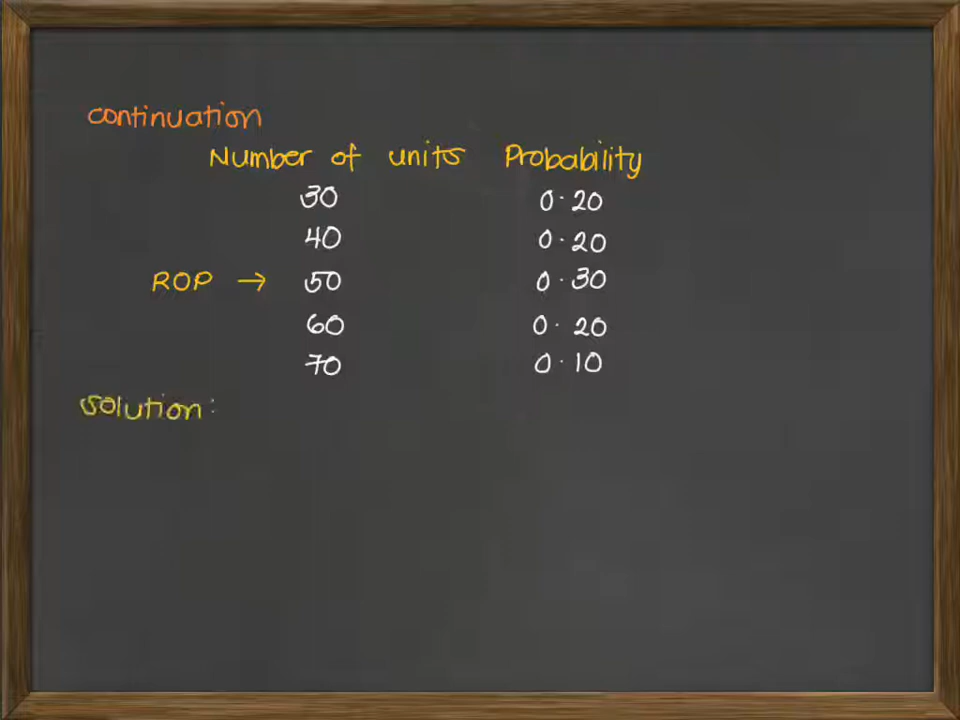 continuation
Number of units Probability
30 0.20
40 0.20
ROP → 50 0.30
60 0.20
70 0.10
solution: